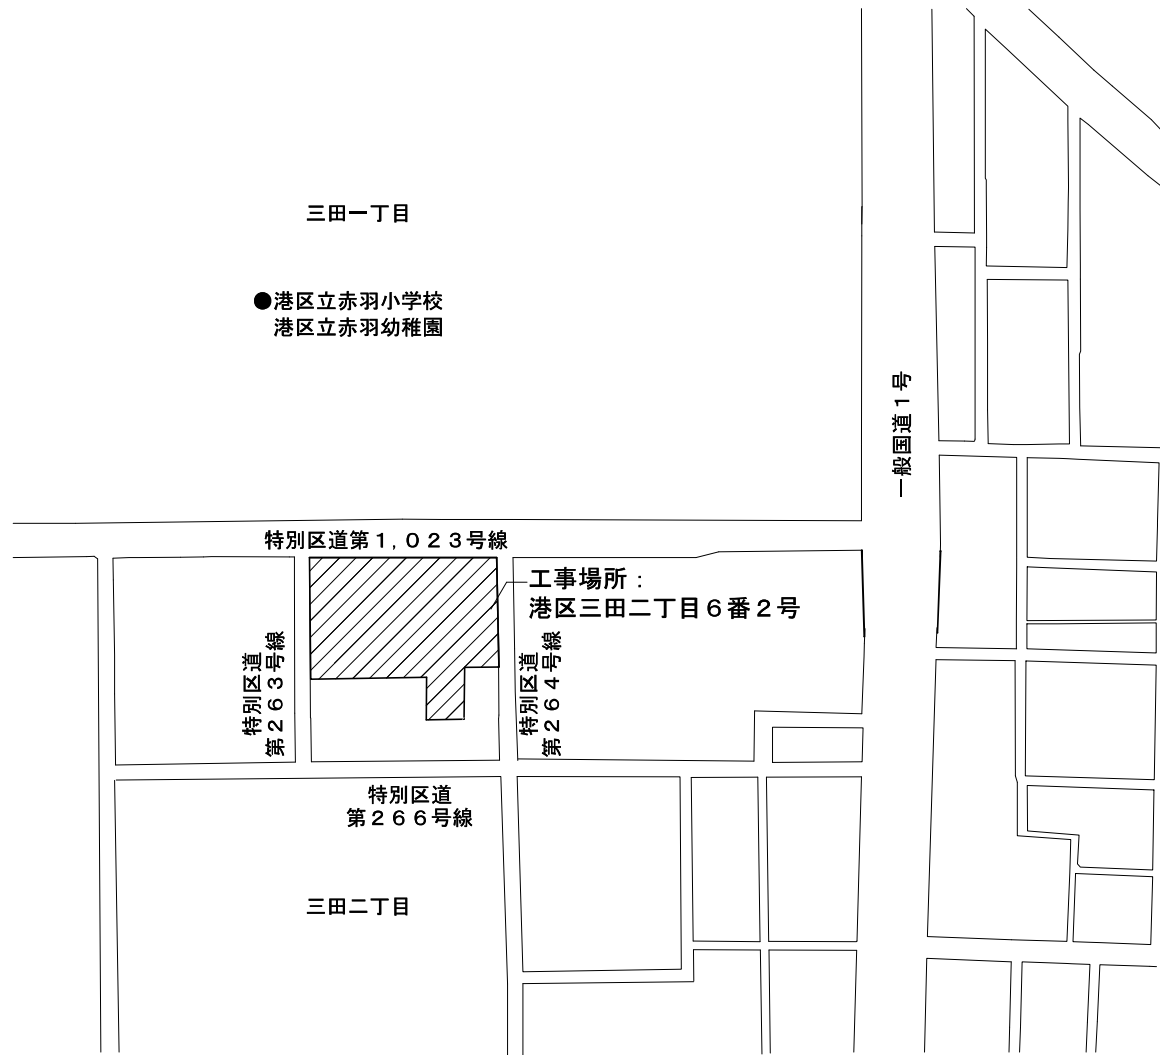 三田一丁目
●港区立赤羽小学校
港区立赤羽幼稚園
一般国道１号
特別区道第１，０２３号線
工事場所：
港区三田二丁目６番２号
特別区道
第２６３号線
特別区道
第２６４号線
特別区道
第２６６号線
三田二丁目